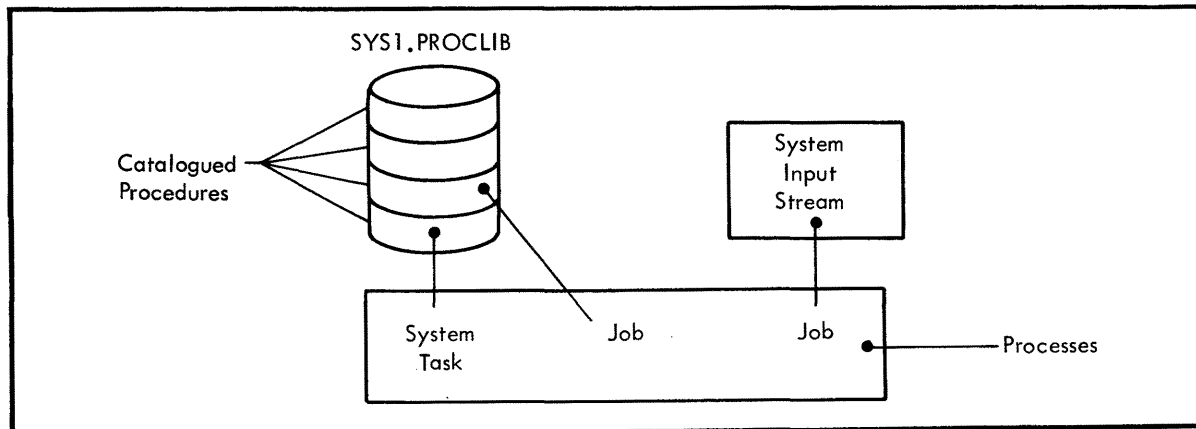 SYS1.PROCLIB
Catalogued
Procedures
System
Input
Stream
System
Task
Job
Job
Processes